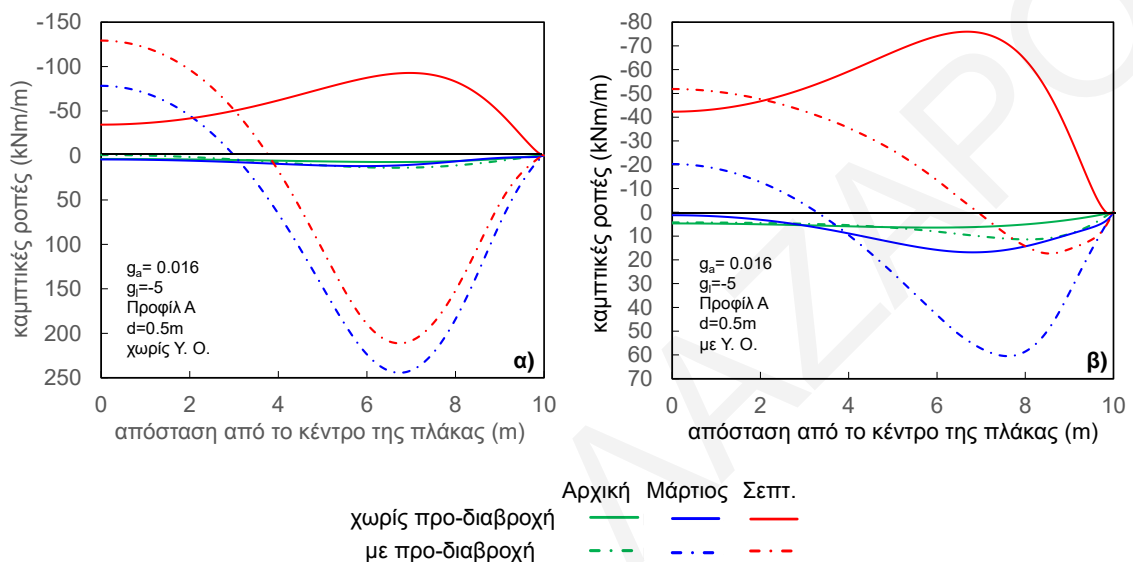 -150
-100
-50
0
50
100
150
200
250
0 2 4 6 8 10
καμπτικές ροπές (kNm/m)
απόσταση από το κέντρο της πλάκας (m)
gₐ= 0.016
gₗ=-5
Προφίλ Α
d=0.5m
χωρίς Υ. Ο.
α)
-80
-70
-60
-50
-40
-30
-20
-10
0
10
20
30
40
50
60
70
0 2 4 6 8 10
καμπτικές ροπές (kNm/m)
απόσταση από το κέντρο της πλάκας (m)
gₐ= 0.016
gₗ=-5
Προφίλ Α
d=0.5m
με Υ. Ο.
β)
Αρχική Μάρτιος Σεπτ.
χωρίς προ-διαβροχή
με προ-διαβροχή